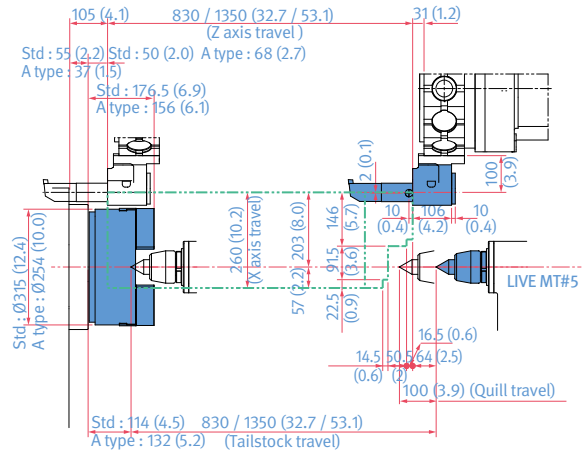 105 (4.1)
830 / 1350 (32.7 / 53.1)
31 (1.2)
(Z axis travel )
Std : 55 (2.2)
Std : 50 (2.0)
A type : 68 (2.7)
A type : 37 (1.5)
Std : 176.5 (6.9)
A type : 156 (6.1)
2 (0.1)
100
(3.9)
10
(0.4)
106
(4.2)
10
(0.4)
146
(5.7)
91.5
(3.6)
22.5
(0.9)
260 (10.2)
(X axis travel)
203 (8.0)
57 (2.2)
Std : Ø315 (12.4)
A type : Ø254 (10.0)
LIVE MT#5
16.5 (0.6)
14.5
(0.6)
50.5
(2)
64 (2.5)
100 (3.9) (Quill travel)
Std : 114 (4.5)
830 / 1350 (32.7 / 53.1)
A type : 132 (5.2)
(Tailstock travel)